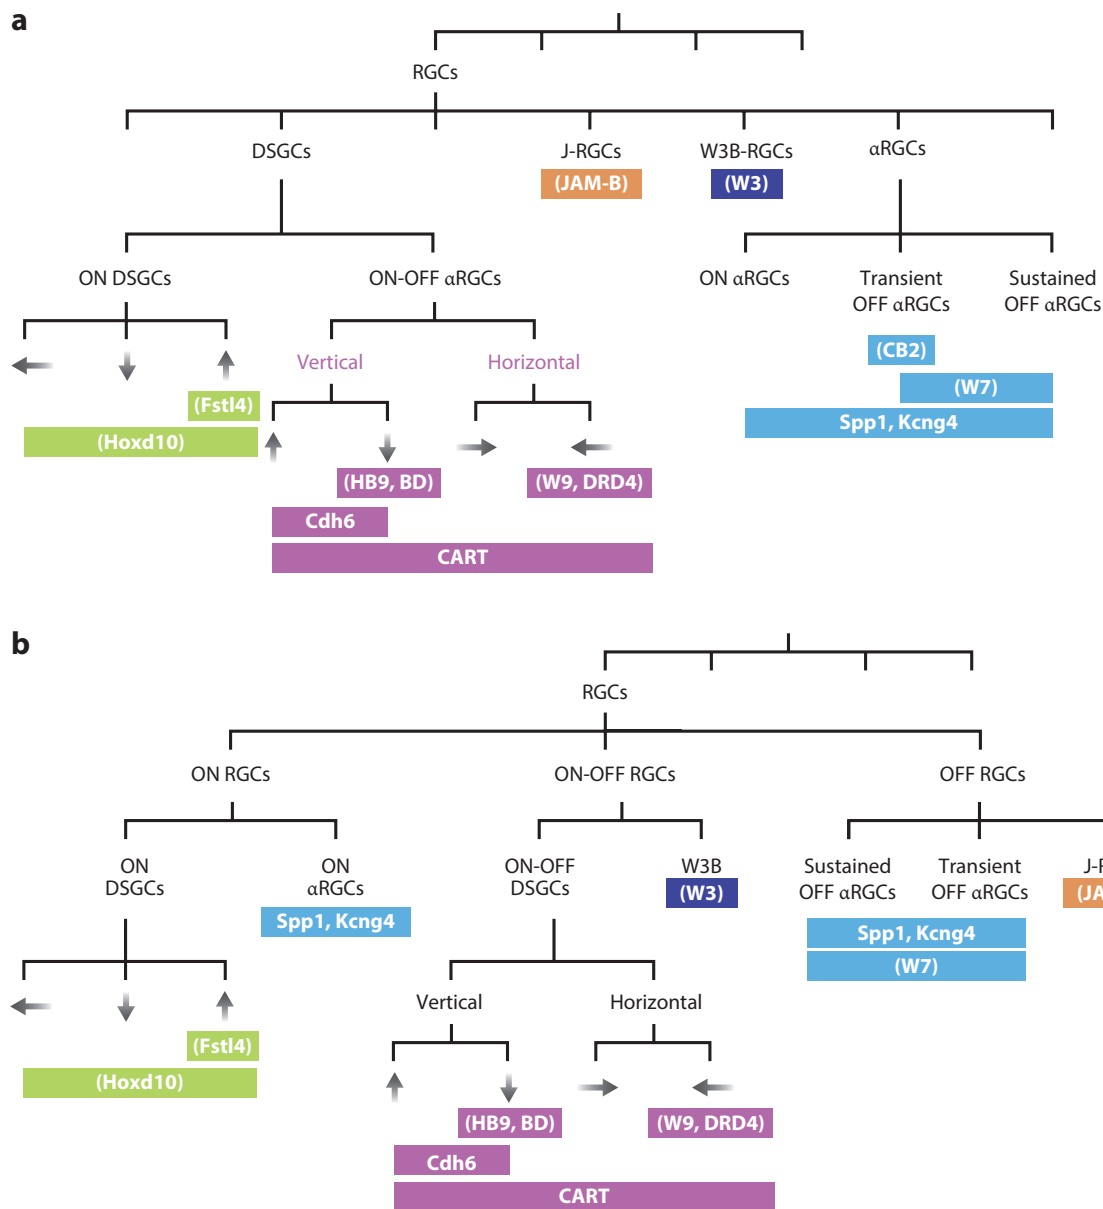 a
RGCs
DSGCs
J-RGCs
W3B-RGCs
αRGCs
(JAM-B)
(W3)
ON DSGCs
ON-OFF αRGCs
ON αRGCs
Transient
OFF αRGCs
Sustained
OFF αRGCs
Vertical
Horizontal
(CB2)
(W7)
Spp1, Kcng4
(Fstl4)
(Hoxd10)
(HB9, BD)
(W9, DRD4)
Cdh6
CART
b
RGCs
ON RGCs
ON-OFF RGCs
OFF RGCs
ON
DSGCs
ON
αRGCs
ON-OFF
DSGCs
W3B
Sustained
OFF αRGCs
Transient
OFF αRGCs
J-R
(W3)
(JA
Spp1, Kcng4
Spp1, Kcng4
(W7)
Vertical
Horizontal
(Fstl4)
(Hoxd10)
(HB9, BD)
(W9, DRD4)
Cdh6
CART